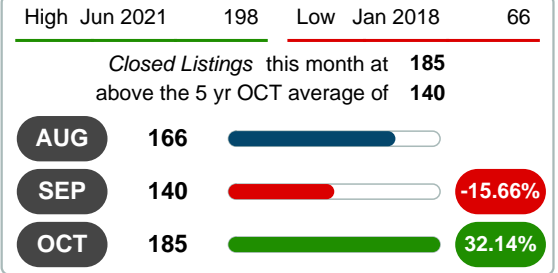 High Jun 2021 198 Low Jan 2018 66
Closed Listings this month at 185
above the 5 yr OCT average of 140
AUG 166
SEP 140 -15.66%
OCT 185 32.14%